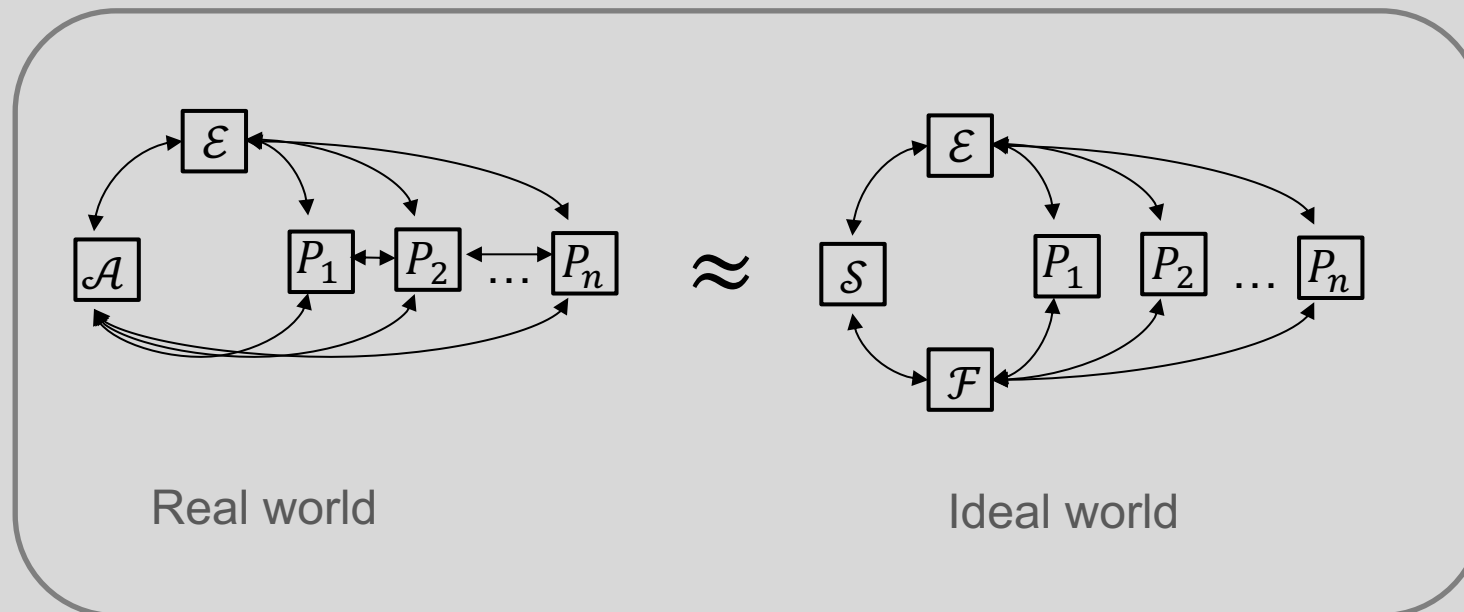 ℰ ℰ
𝒜 P₁ P₂ … Pₙ ≈ 𝒮 P₁ P₂ … Pₙ
ℱ
Real world Ideal world